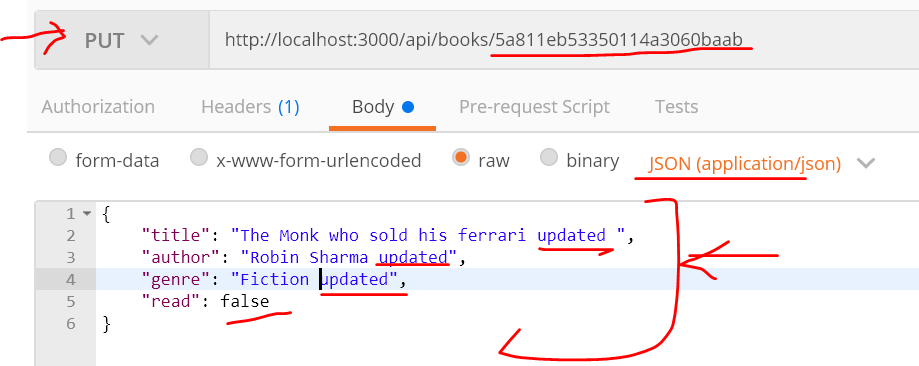 PUT http://localhost:3000/api/books/5a811eb53350114a3060baab
Authorization Headers (1) Body Pre-request Script Tests
form-data x-www-form-urlencoded raw binary JSON (application/json)
1 {
2 "title": "The Monk who sold his ferrari updated ",
3 "author": "Robin Sharma updated",
4 "genre": "Fiction updated",
5 "read": false
6 }